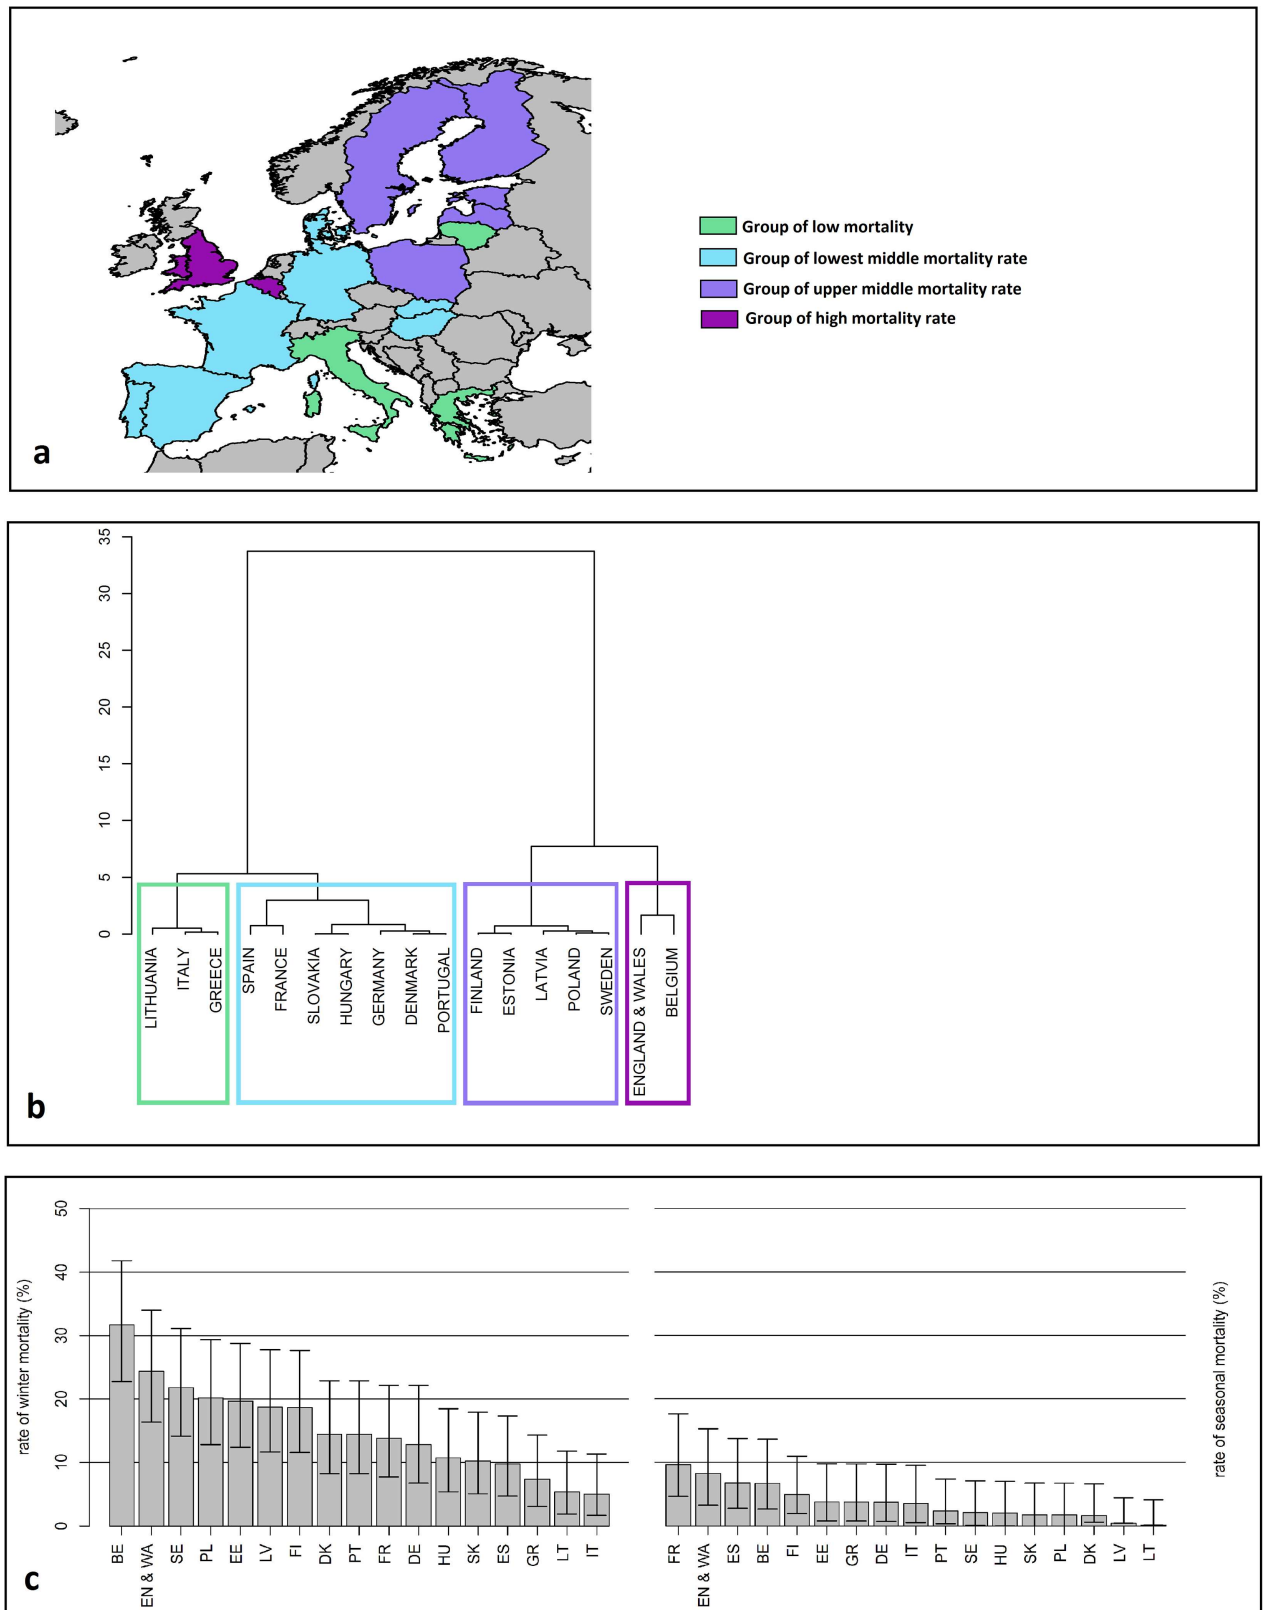 Group of low mortality
Group of lowest middle mortality rate
Group of upper middle mortality rate
Group of high mortality rate
a
35
30
25
20
15
10
5
0
LITHUANIA
ITALY
GREECE
SPAIN
FRANCE
SLOVAKIA
HUNGARY
GERMANY
DENMARK
PORTUGAL
FINLAND
ESTONIA
LATVIA
POLAND
SWEDEN
ENGLAND & WALES
BELGIUM
b
rate of winter mortality (%)
50
40
30
20
10
0
BE
EN & WA
SE
PL
EE
LV
FI
DK
PT
FR
DE
HU
SK
ES
GR
LT
IT
FR
EN & WA
ES
BE
FI
EE
GR
DE
IT
PT
SE
HU
SK
PL
DK
LV
LT
rate of seasonal mortality (%)
c